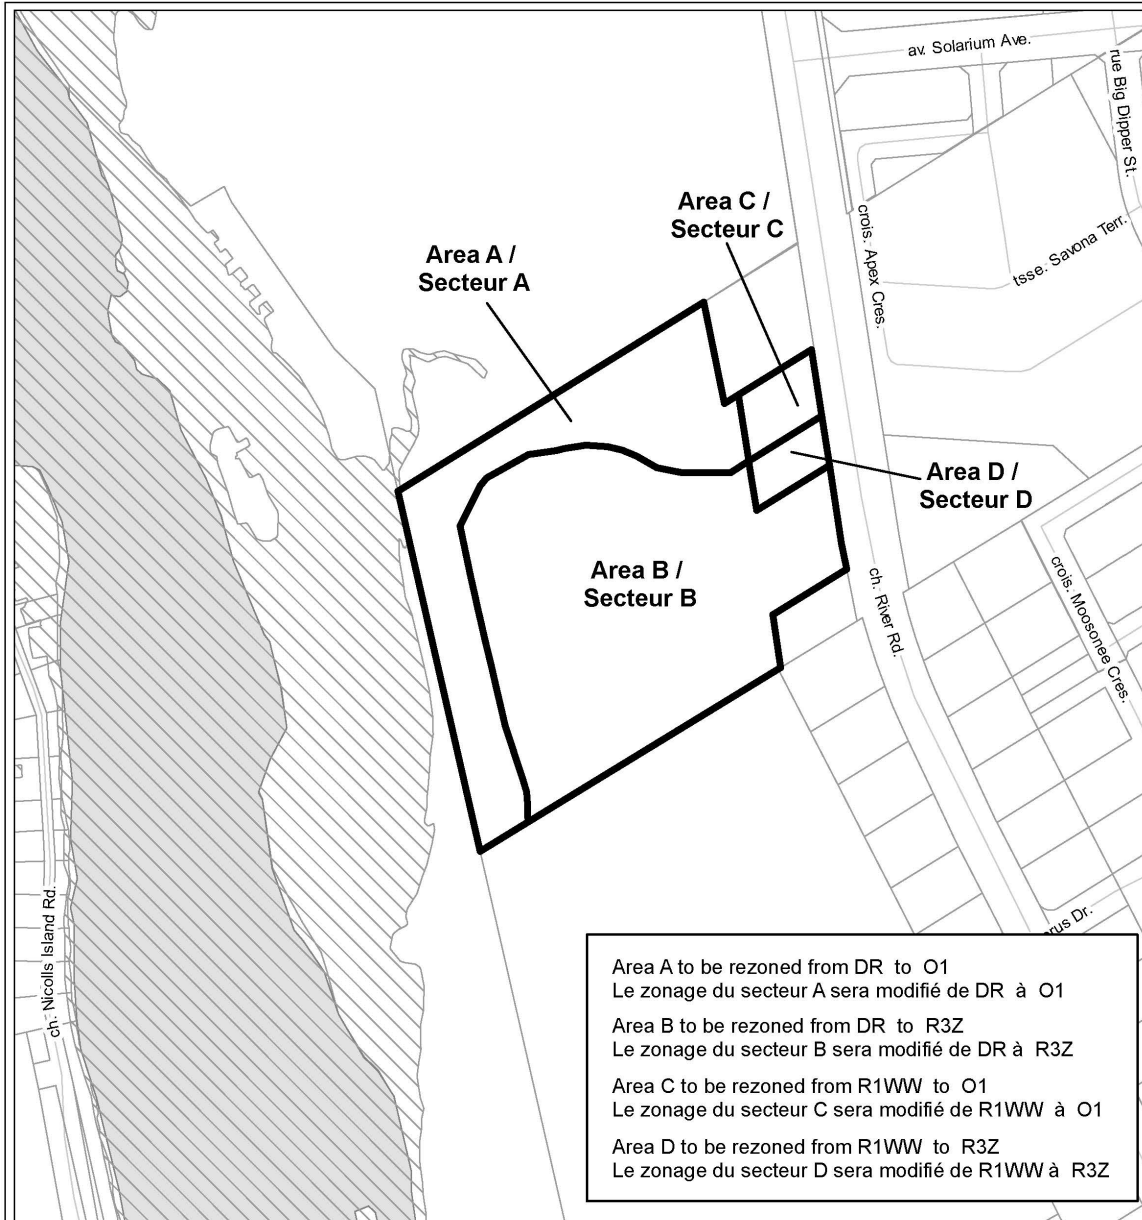 av. Solarium Ave.
rue Big Dipper St.
Area C /
Secteur C
crois. Apex Cres.
tsse. Savona Terr.
Area A /
Secteur A
Area D /
Secteur D
Area B /
Secteur B
ch. River Rd.
crois. Moosonee Cres.
ch. Nicolls Island Rd.
Dr.
Area A to be rezoned from DR to O1
Le zonage du secteur A sera modifié de DR à O1
Area B to be rezoned from DR to R3Z
Le zonage du secteur B sera modifié de DR à R3Z
Area C to be rezoned from R1WW to O1
Le zonage du secteur C sera modifié de R1WW à O1
Area D to be rezoned from R1WW to R3Z
Le zonage du secteur D sera modifié de R1WW à R3Z